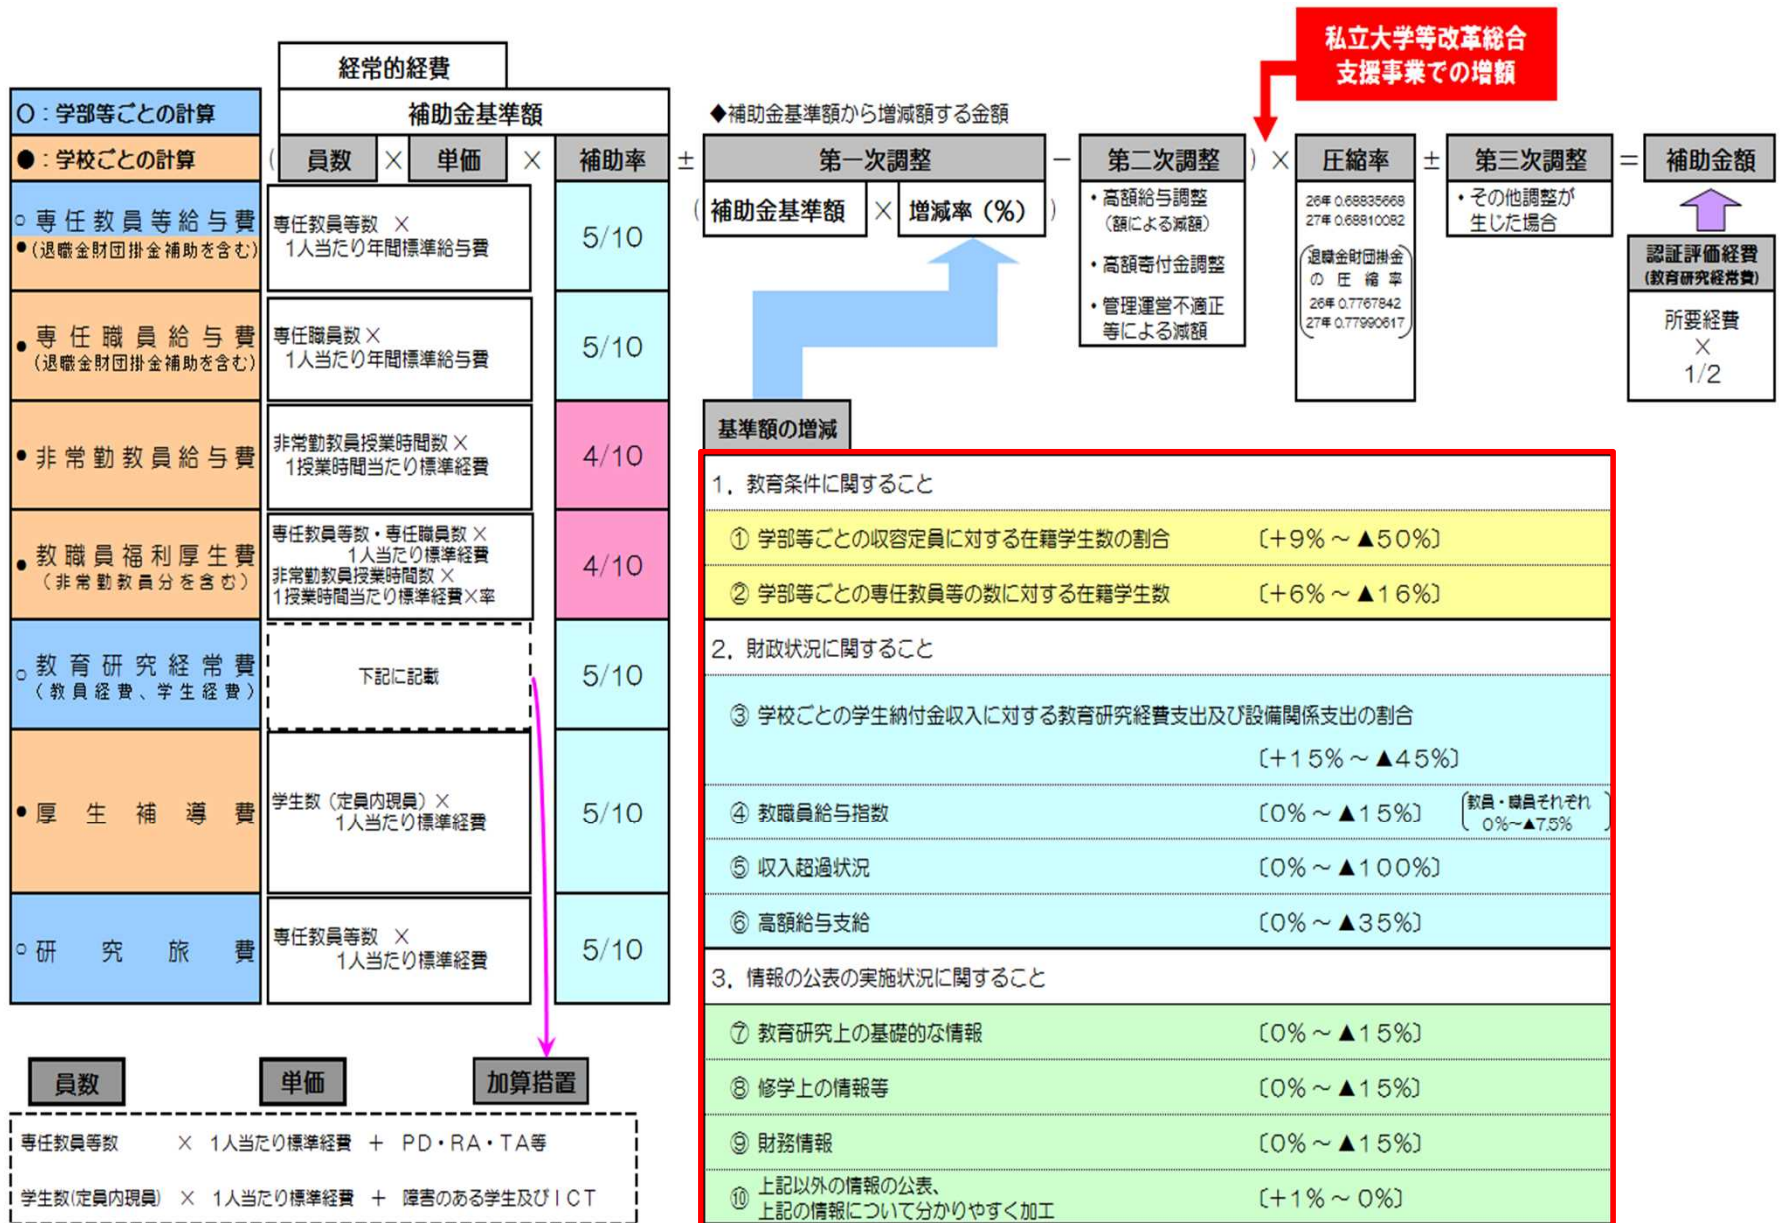 私立大学等改革総合
支援事業での増額
経常的経費
○：学部等ごとの計算
補助金基準額
◆補助金基準額から増減額する金額
●：学校ごとの計算
( 員数 × 単価 × 補助率 ± 第一次調整 － 第二次調整 ) × 圧縮率 ± 第三次調整 ＝ 補助金額
( 補助金基準額 × 増減率（％） )
・高額給与調整
（額による減額）
・高額寄付金調整
・管理運営不適正
等による減額
26年 0.68835668
27年 0.68810082
退職金財団掛金
の圧縮率
26年 0.7767842
27年 0.77990617
・その他調整が
生じた場合
認証評価経費
(教育研究経常費)
所要経費
×
1/2
○専任教員等給与費
●(退職金財団掛金補助を含む)
専任教員等数 ×
1人当たり年間標準給与費
5/10
●専任職員給与費
(退職金財団掛金補助を含む)
専任職員数×
1人当たり年間標準給与費
5/10
●非常勤教員給与費
非常勤教員授業時間数×
1授業時間当たり標準経費
4/10
●教職員福利厚生費
（非常勤教員分を含む）
専任教員等数・専任職員数×
1人当たり標準経費
非常勤教員授業時間数×
1授業時間当たり標準経費×率
4/10
○教育研究経常費
（教員経費、学生経費）
下記に記載
5/10
●厚生補導費
学生数（定員内現員）×
1人当たり標準経費
5/10
○研究旅費
専任教員等数 ×
1人当たり標準経費
5/10
員数 単価 加算措置
専任教員等数 × 1人当たり標準経費 ＋ PD・RA・TA等
学生数(定員内現員) × 1人当たり標準経費 ＋ 障害のある学生及びICT
基準額の増減
1．教育条件に関すること
① 学部等ごとの収容定員に対する在籍学生数の割合 〔＋9％～▲50％〕
② 学部等ごとの専任教員等の数に対する在籍学生数 〔＋6％～▲16％〕
2．財政状況に関すること
③ 学校ごとの学生納付金収入に対する教育研究経費支出及び設備関係支出の割合
〔＋15％～▲45％〕
④ 教職員給与指数 〔0％～▲15％〕
教員・職員それぞれ
0%～▲7.5%
⑤ 収入超過状況 〔0％～▲100％〕
⑥ 高額給与支給 〔0％～▲35％〕
3．情報の公表の実施状況に関すること
⑦ 教育研究上の基礎的な情報 〔0％～▲15％〕
⑧ 修学上の情報等 〔0％～▲15％〕
⑨ 財務情報 〔0％～▲15％〕
⑩ 上記以外の情報の公表、
上記の情報について分かりやすく加工 〔＋1％～0％〕